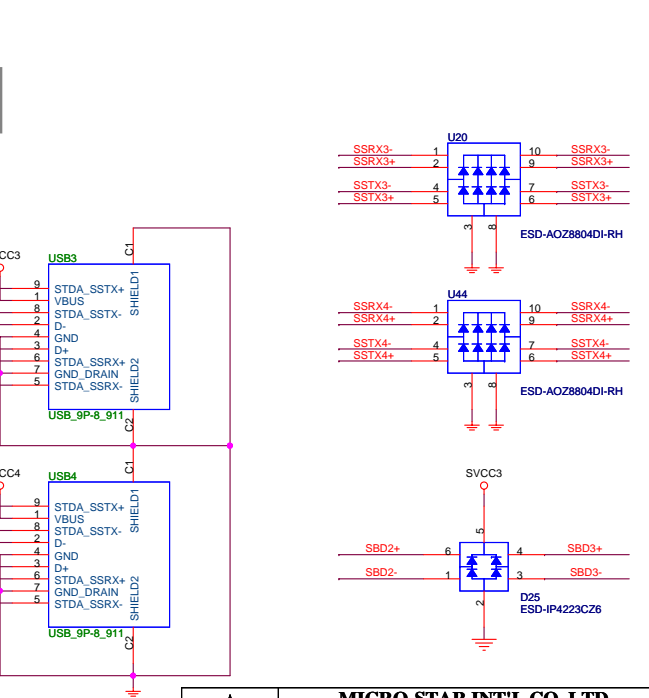 U20
SSRX3- 1 10 SSRX3-
SSRX3+ 2 9 SSRX3+
SSTX3- 4 7 SSTX3-
SSTX3+ 5 6 SSTX3+
3 8
ESD-AOZ8804DI-RH
CC3
USB3
C1
SHIELD1
9 STDA_SSTX+
1 VBUS
8 STDA_SSTX-
2 D-
4 GND
3 D+
6 STDA_SSRX+
7 GND_DRAIN
5 STDA_SSRX-
SHIELD2
USB_9P-8_911
C2
U44
SSRX4- 1 10 SSRX4-
SSRX4+ 2 9 SSRX4+
SSTX4- 4 7 SSTX4-
SSTX4+ 5 6 SSTX4+
3 8
ESD-AOZ8804DI-RH
CC4
USB4
C1
SHIELD1
9 STDA_SSTX+
1 VBUS
8 STDA_SSTX-
2 D-
4 GND
3 D+
6 STDA_SSRX+
7 GND_DRAIN
5 STDA_SSRX-
SHIELD2
USB_9P-8_911
C2
SVCC3
5
SBD2+ 6 4 SBD3+
SBD2- 1 3 SBD3-
2
D25
ESD-IP4223CZ6
MICRO-STAR INT'L CO.,LTD